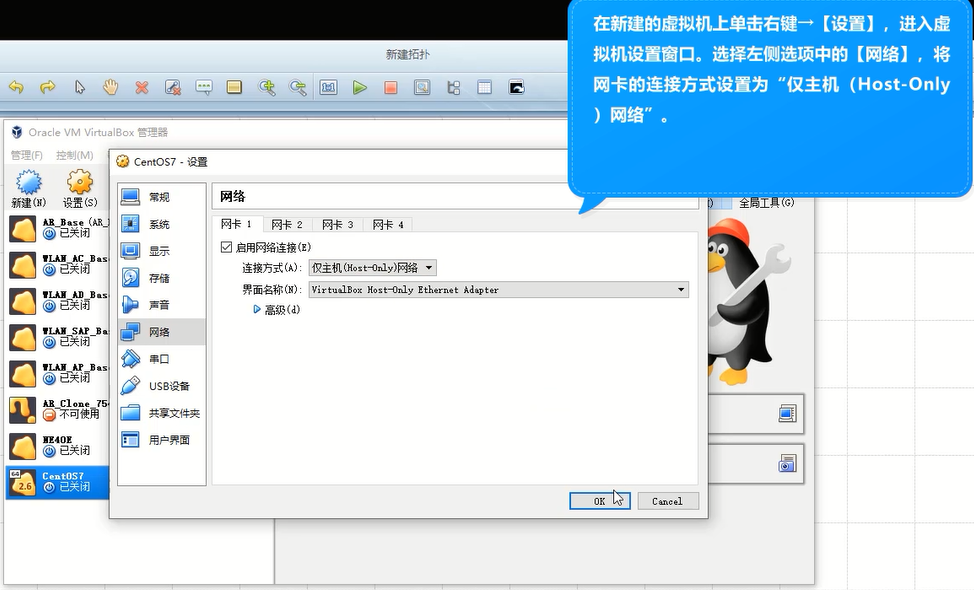 在新建的虚拟机上单击右键→【设置】，进入虚
拟机设置窗口。选择左侧选项中的【网络】，将
网卡的连接方式设置为“仅主机（Host-Only
）网络”。
新建拓扑
Oracle VM VirtualBox 管理器
管理(F) 控制(M)
新建(N) 设置(S)
全局工具(G)
AR_Base (AR_
已关闭
WLAN_AC_Bas
已关闭
WLAN_AD_Bas
已关闭
WLAN_SAP_Ba
已关闭
WLAN_AP_Bas
已关闭
AR_Clone_75
不可使用
NE40E
已关闭
64
2.6
CentOS7
已关闭
CentOS7 - 设置
常规
系统
显示
存储
声音
网络
串口
USB设备
共享文件夹
用户界面
网络
网卡 1 网卡 2 网卡 3 网卡 4
启用网络连接(E)
连接方式(A): 仅主机(Host-Only)网络
界面名称(N): VirtualBox Host-Only Ethernet Adapter
高级(d)
OK Cancel